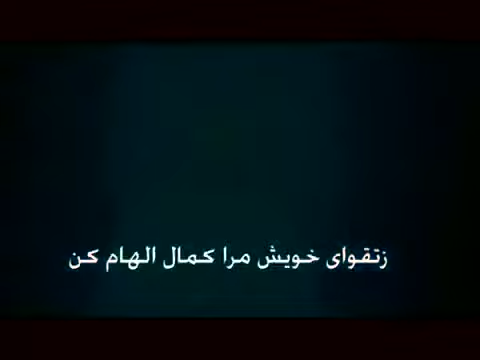 زتقوای خویش مرا کمال الهام کن